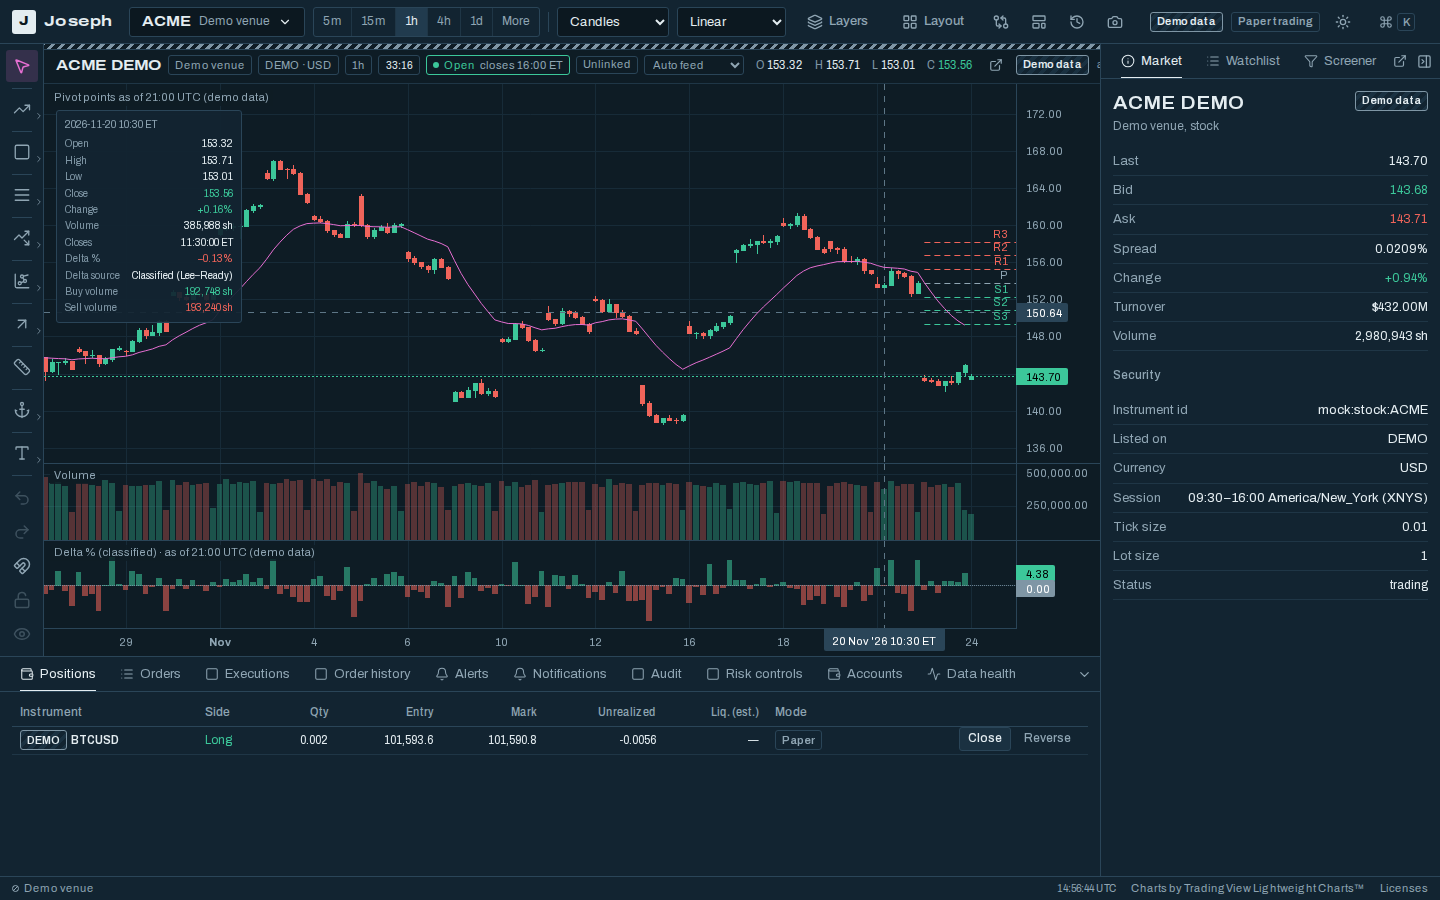 J Joseph ACME Demo venue 5m 15m 1h 4h 1d More Candles Linear Layers Layout Demo data Paper trading ⌘ K
ACME DEMO Demo venue DEMO · USD 1h 33:16 Open closes 16:00 ET Unlinked Auto feed O 153.32 H 153.71 L 153.01 C 153.56 Demo data
Pivot points as of 21:00 UTC (demo data)
2026-11-20 10:30 ET
Open 153.32
High 153.71
Low 153.01
Close 153.56
Change +0.16%
Volume 385,988 sh
Closes 11:30:00 ET
Delta % −0.13%
Delta source Classified (Lee–Ready)
Buy volume 192,748 sh
Sell volume 193,240 sh
R3
R2
R1
P
S1
S2
S3
172.00
168.00
164.00
160.00
156.00
152.00
150.64
148.00
143.70
140.00
136.00
Volume
500,000.00
250,000.00
Delta % (classified) · as of 21:00 UTC (demo data)
4.38
0.00
29 Nov 4 6 10 12 16 18 20 Nov '26 10:30 ET 24
Market Watchlist Screener
ACME DEMO Demo data
Demo venue, stock
Last 143.70
Bid 143.68
Ask 143.71
Spread 0.0209%
Change +0.94%
Turnover $432.00M
Volume 2,980,943 sh
Security
Instrument id mock:stock:ACME
Listed on DEMO
Currency USD
Session 09:30–16:00 America/New_York (XNYS)
Tick size 0.01
Lot size 1
Status trading
Positions Orders Executions Order history Alerts Notifications Audit Risk controls Accounts Data health
Instrument Side Qty Entry Mark Unrealized Liq. (est.) Mode
DEMO BTCUSD Long 0.002 101,593.6 101,590.8 -0.0056 — Paper Close Reverse
Demo venue 14:56:44 UTC Charts by TradingView Lightweight Charts™ Licenses